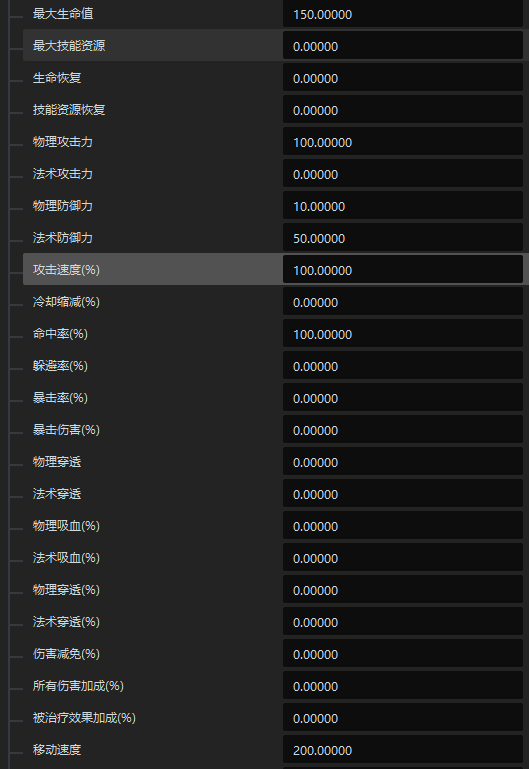 最大生命值 150.00000
最大技能资源 0.00000
生命恢复 0.00000
技能资源恢复 0.00000
物理攻击力 100.00000
法术攻击力 0.00000
物理防御力 10.00000
法术防御力 50.00000
攻击速度(%) 100.00000
冷却缩减(%) 0.00000
命中率(%) 100.00000
躲避率(%) 0.00000
暴击率(%) 0.00000
暴击伤害(%) 0.00000
物理穿透 0.00000
法术穿透 0.00000
物理吸血(%) 0.00000
法术吸血(%) 0.00000
物理穿透(%) 0.00000
法术穿透(%) 0.00000
伤害减免(%) 0.00000
所有伤害加成(%) 0.00000
被治疗效果加成(%) 0.00000
移动速度 200.00000